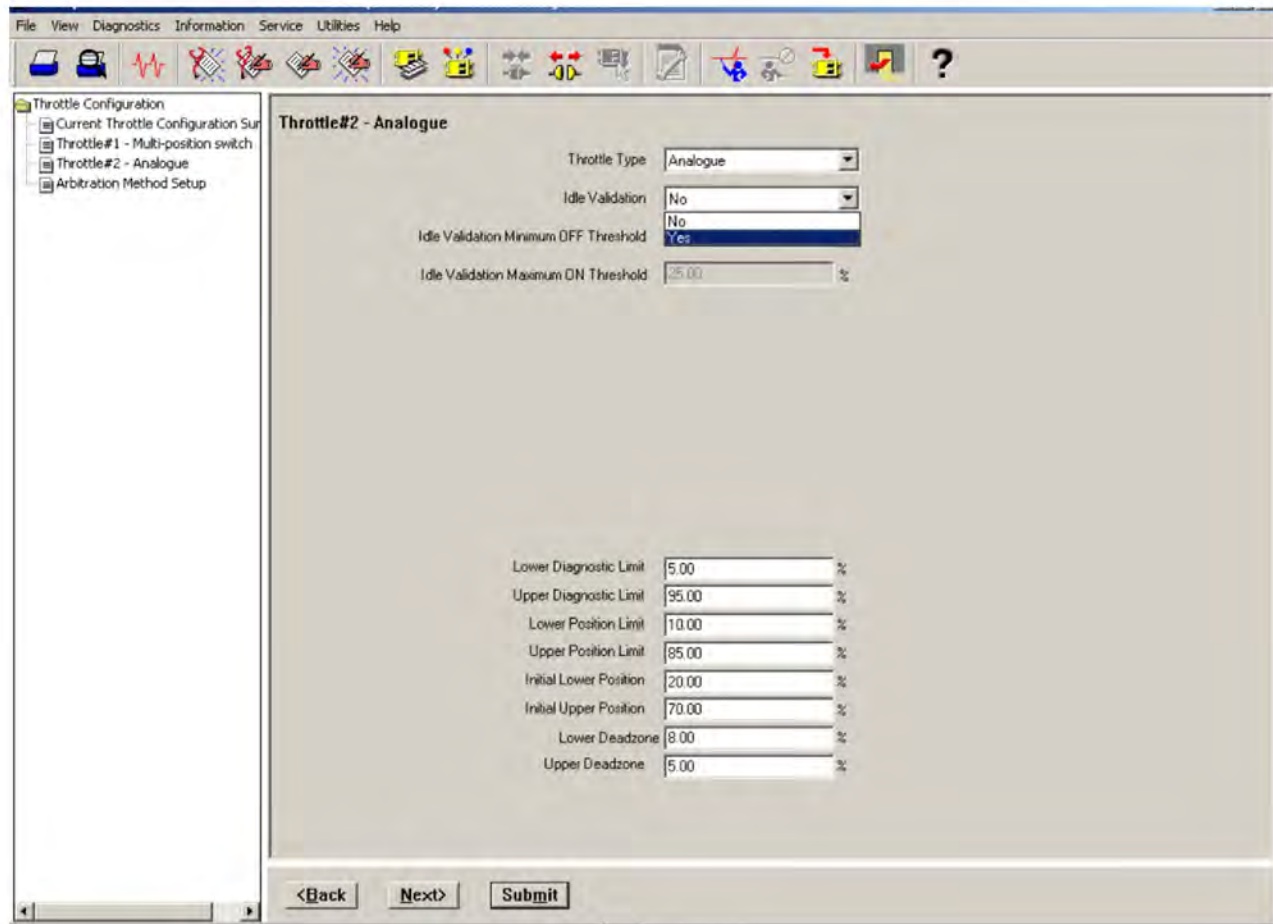 File View Diagnostics Information Service Utilities Help
?
Throttle Configuration
Current Throttle Configuration Sur
Throttle#1 - Multi-position switch
Throttle#2 - Analogue
Arbitration Method Setup
Throttle#2 - Analogue
Throttle Type Analogue
Idle Validation No
No
Idle Validation Minimum OFF Threshold Yes
Idle Validation Maximum ON Threshold 25.00 %
Lower Diagnostic Limit 5.00 %
Upper Diagnostic Limit 95.00 %
Lower Position Limit 10.00 %
Upper Position Limit 85.00 %
Initial Lower Position 20.00 %
Initial Upper Position 70.00 %
Lower Deadzone 8.00 %
Upper Deadzone 5.00 %
<Back Next> Submit